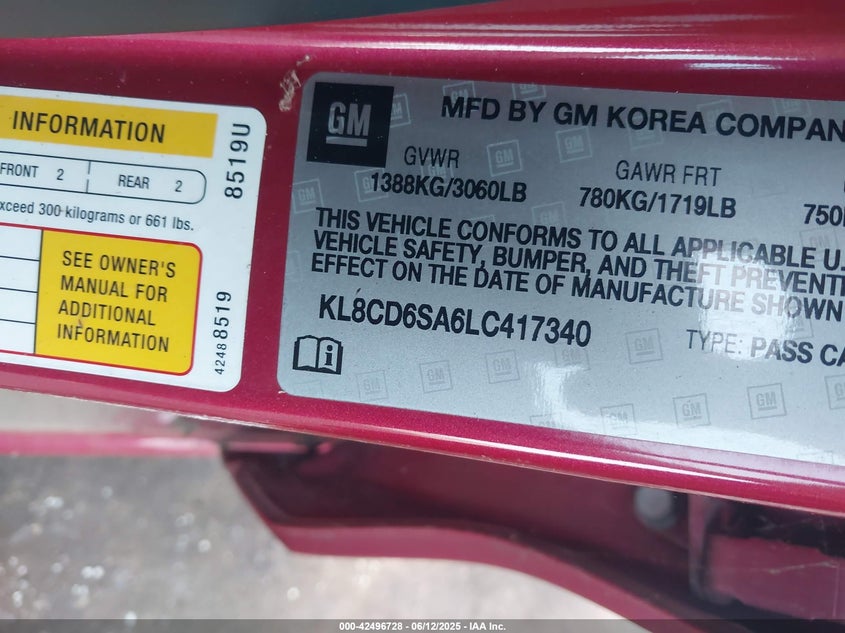 INFORMATION
FRONT 2
REAR 2
xceed 300 kilograms or 661 lbs.
SEE OWNER'S
MANUAL FOR
ADDITIONAL
INFORMATION
8519U
42488519
GM
MFD BY GM KOREA COMPAN
GVWR
GAWR FRT
1388KG/3060LB
780KG/1719LB
750
THIS VEHICLE CONFORMS TO ALL APPLICABLE U.
VEHICLE SAFETY, BUMPER, AND THEFT PREVENTI
EFFECT ON THE DATE OF MANUFACTURE SHOWN
KL8CD6SA6LC417340
TYPE: PASS CA
000-42496728 - 06/12/2025 - IAA Inc.